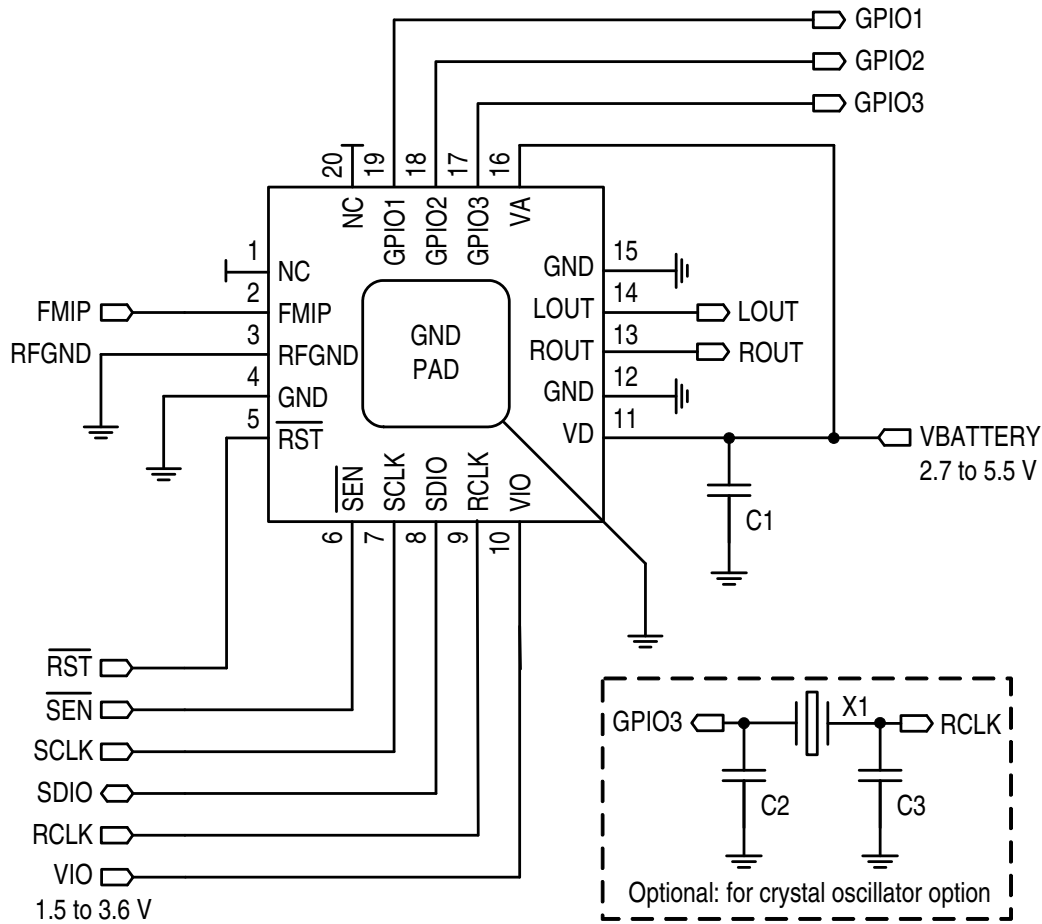 GPIO1
GPIO2
GPIO3
20
19
18
17
16
NC
GPIO1
GPIO2
GPIO3
VA
1
NC
2
FMIP
FMIP
3
RFGND
RFGND
4
GND
5
RST
GND
PAD
GND
15
LOUT
14
LOUT
ROUT
13
ROUT
GND
12
VD
11
VBATTERY
2.7 to 5.5 V
C1
SEN
SCLK
SDIO
RCLK
VIO
6
7
8
9
10
RST
SEN
SCLK
SDIO
RCLK
VIO
1.5 to 3.6 V
GPIO3
X1
RCLK
C2
C3
Optional: for crystal oscillator option